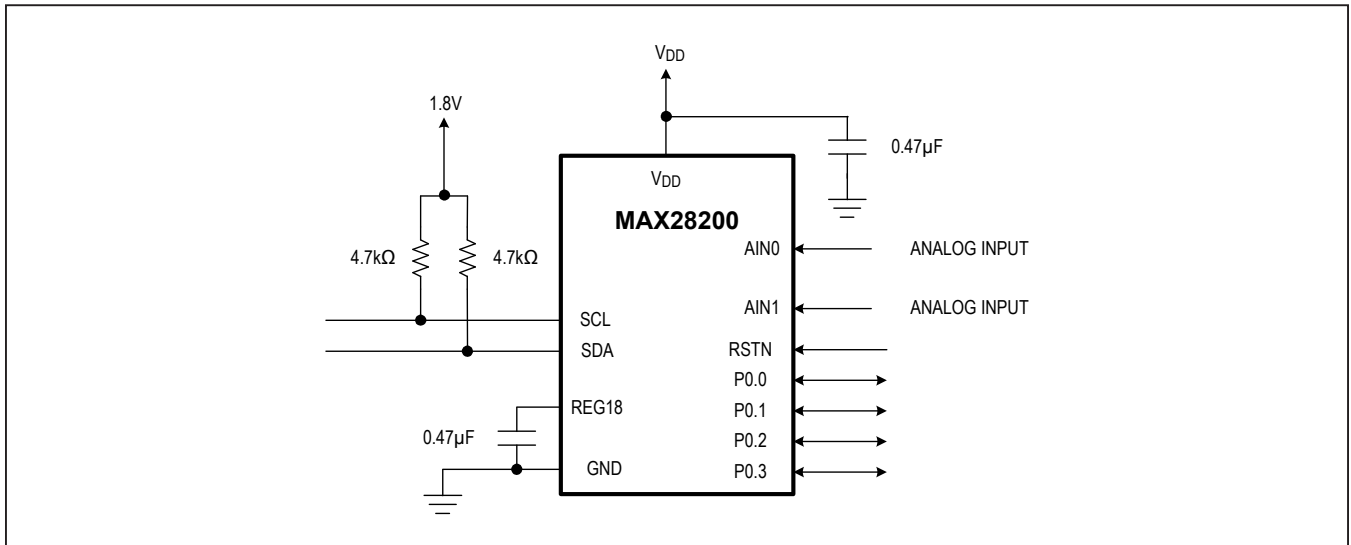 VDD
1.8V
0.47µF
VDD
MAX28200
AIN0
ANALOG INPUT
4.7kΩ
4.7kΩ
AIN1
ANALOG INPUT
SCL
SDA
RSTN
P0.0
REG18
P0.1
0.47µF
P0.2
GND
P0.3